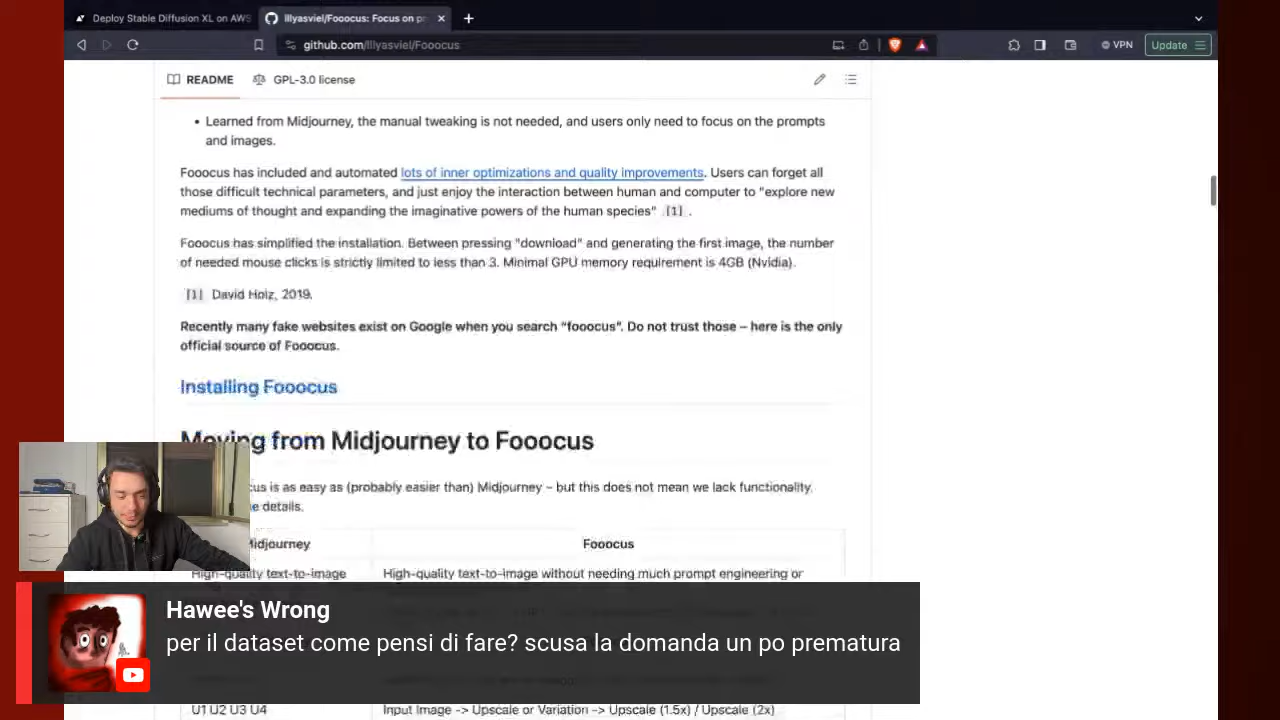 Deploy Stable Diffusion XL on AWS
lllyasviel/Fooocus: Focus on pr
github.com/lllyasviel/Fooocus
VPN
Update
README
GPL-3.0 license
• Learned from Midjourney, the manual tweaking is not needed, and users only need to focus on the prompts
and images.
Fooocus has included and automated lots of inner optimizations and quality improvements. Users can forget all
those difficult technical parameters, and just enjoy the interaction between human and computer to "explore new
mediums of thought and expanding the imaginative powers of the human species" [1] .
Fooocus has simplified the installation. Between pressing "download" and generating the first image, the number
of needed mouse clicks is strictly limited to less than 3. Minimal GPU memory requirement is 4GB (Nvidia).
[1] David Holz, 2019.
Recently many fake websites exist on Google when you search "fooocus". Do not trust those – here is the only
official source of Fooocus.
Installing Fooocus
Moving from Midjourney to Fooocus
cus is as easy as (probably easier than) Midjourney – but this does not mean we lack functionality.
e details.
Midjourney
Fooocus
High-quality text-to-image
High-quality text-to-image without needing much prompt engineering or
Hawee's Wrong
per il dataset come pensi di fare? scusa la domanda un po prematura
U1 U2 U3 U4
Input Image -> Upscale or Variation -> Upscale (1.5x) / Upscale (2x)